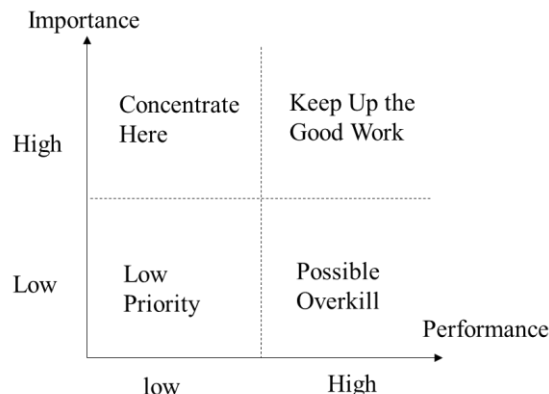 Importance
Concentrate
Here
Keep Up the
Good Work
High
Low
Priority
Possible
Overkill
Low
Performance
low
High